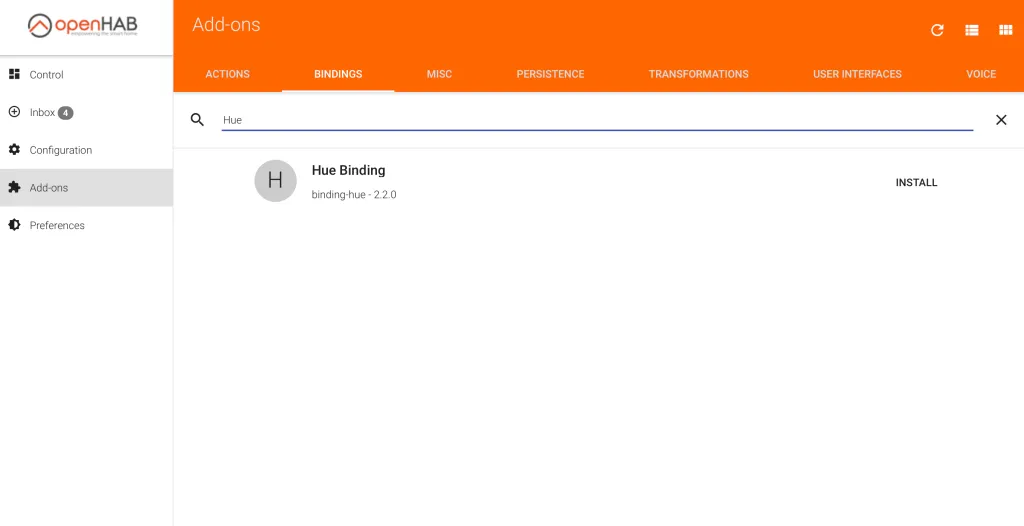 openHAB
empowering the smart home
Control
Inbox 4
Configuration
Add-ons
Preferences
Add-ons
ACTIONS BINDINGS MISC PERSISTENCE TRANSFORMATIONS USER INTERFACES VOICE
Hue
H
Hue Binding
binding-hue - 2.2.0
INSTALL